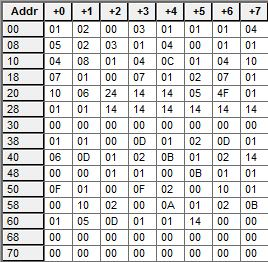 Addr +0 +1 +2 +3 +4 +5 +6 +7
00 01 02 00 03 01 01 01 04
08 05 02 03 01 04 00 01 01
10 04 08 01 04 0C 01 04 10
18 07 01 00 07 01 02 07 01
20 10 06 24 14 14 05 4F 01
28 01 01 14 14 14 14 14 14
30 00 00 00 00 00 00 00 00
38 01 01 00 0D 01 02 0D 01
40 06 0D 01 02 0B 01 02 14
48 00 00 01 01 00 0B 01 01
50 0F 01 00 0F 02 00 10 01
58 00 10 02 00 0A 01 02 0B
60 01 05 0D 01 01 14 00 00
68 00 00 00 00 00 00 00 00
70 00 00 00 00 00 00 00 00